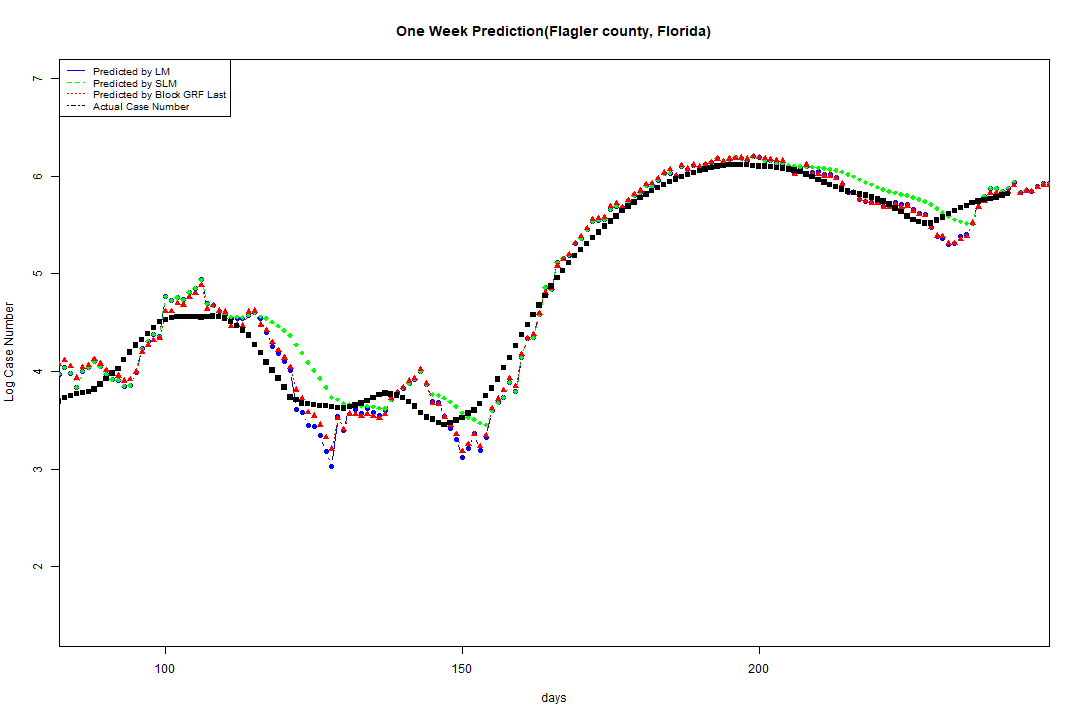 One Week Prediction(Flagler county, Florida)
Predicted by LM
Predicted by SLM
Predicted by Block GRF Last
Actual Case Number
7
6
5
4
3
2
Log Case Number
100
150
200
days